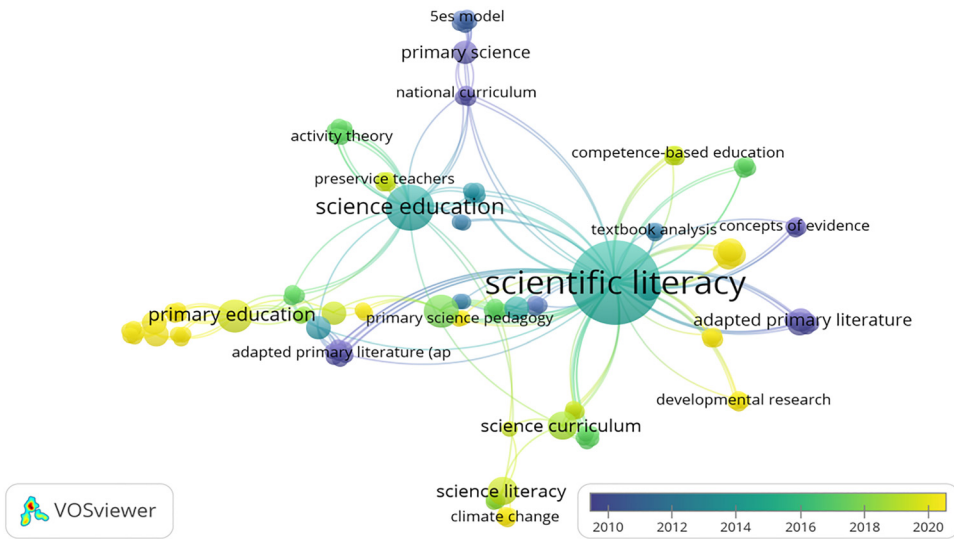 5es model
primary science
national curriculum
activity theory
competence-based education
preservice teachers
science education
textbook analysis
concepts of evidence
scientific literacy
primary education
primary science pedagogy
adapted primary literature
adapted primary literature (ap
developmental research
science curriculum
science literacy
climate change
VOSviewer
2010 2012 2014 2016 2018 2020